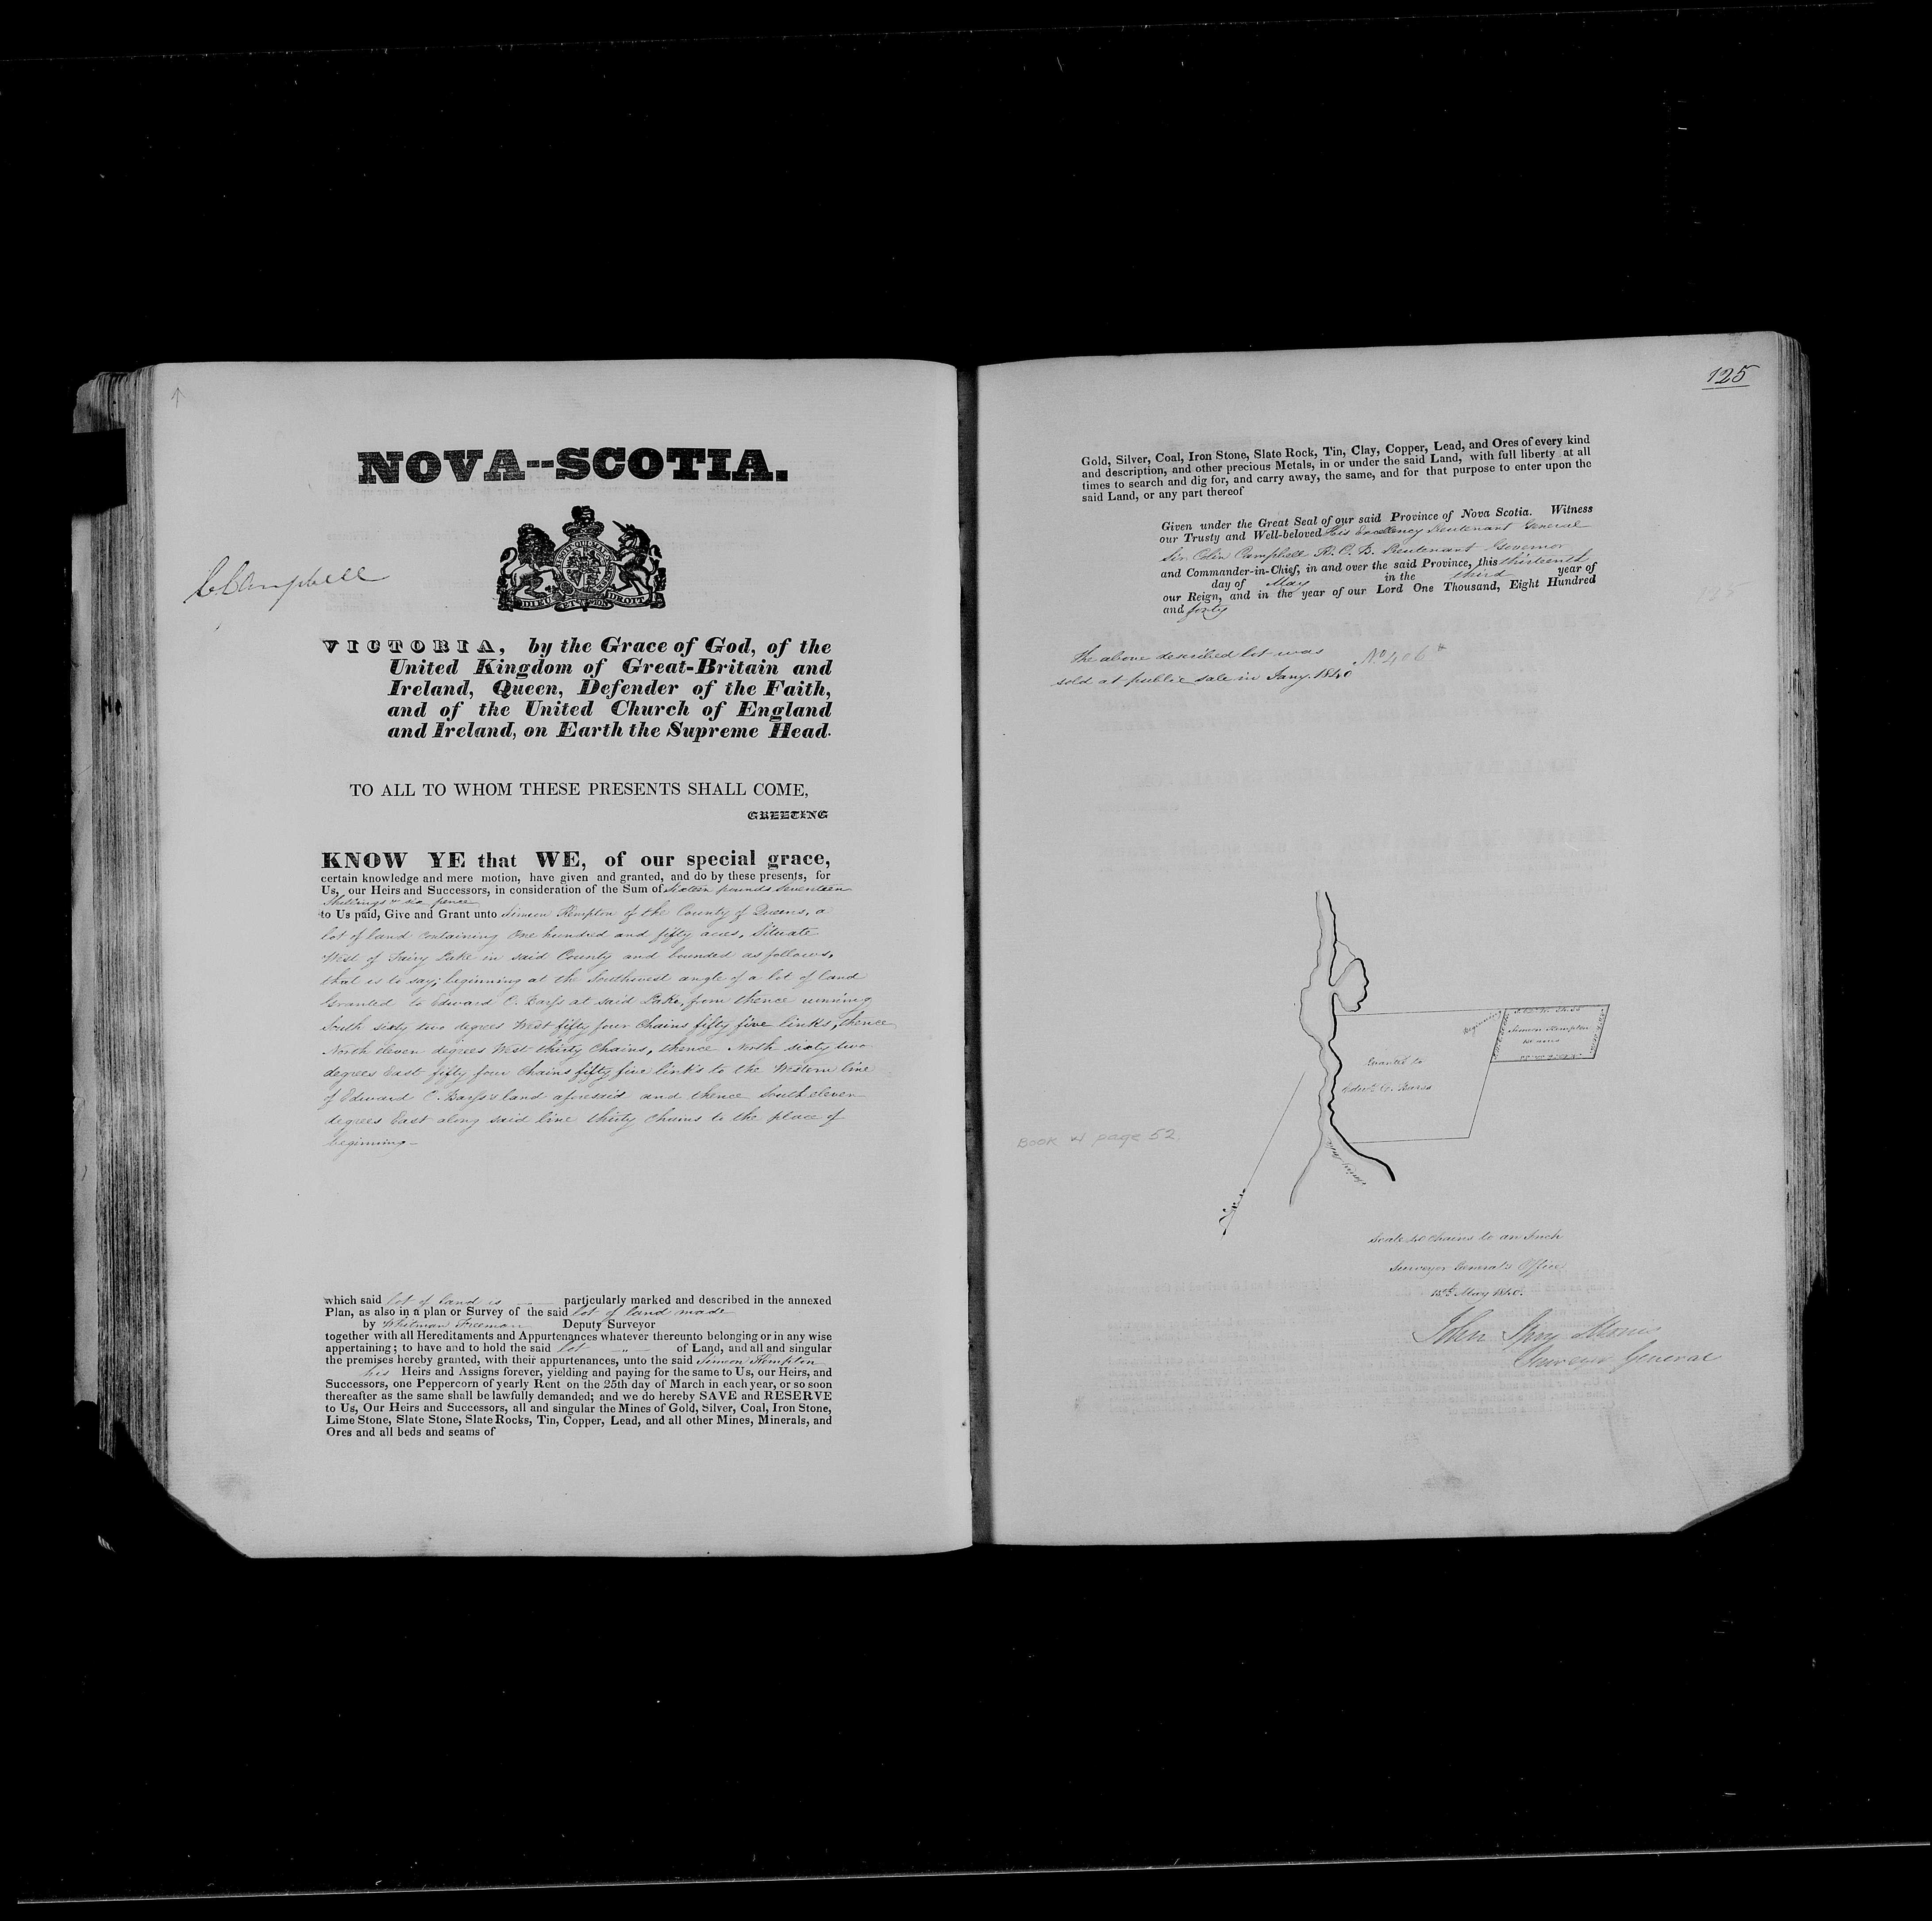 NOVA--SCOTIA.
DIEU ET MON DROIT
C Campbell
VICTORIA, by the Grace of God, of the
United Kingdom of Great-Britain and
Ireland, Queen, Defender of the Faith,
and of the United Church of England
and Ireland, on Earth the Supreme Head.
TO ALL TO WHOM THESE PRESENTS SHALL COME,
GREETING
KNOW YE that WE, of our special grace,
certain knowledge and mere motion, have given and granted, and do by these presents, for
Us, our Heirs and Successors, in consideration of the Sum of Sixteen pounds Seventeen
Shillings & six pence
to Us paid, Give and Grant unto Simeon Kempton of the County of Queens, a
lot of land Containing One hundred and fifty acres, Situate
West of Fairy Lake in said County and bounded as follows,
that is to say; beginning at the Southwest angle of a lot of land
Granted to Edward C. Barss at said Lake, from thence running
South sixty two degrees West fifty four Chains fifty five links, thence
North eleven degrees West thirty Chains, thence North sixty two
degrees East fifty four Chains fifty five links to the Western line
of Edward C. Barss's land aforesaid and thence South eleven
degrees East along said line thirty Chains to the place of
beginning -
which said lot of land is particularly marked and described in the annexed
Plan, as also in a plan or Survey of the said lot of land made
by Whitman Freeman Deputy Surveyor
together with all Hereditaments and Appurtenances whatever thereunto belonging or in any wise
appertaining; to have and to hold the said lot of Land, and all and singular
the premises hereby granted, with their appurtenances, unto the said Simeon Kempton
his Heirs and Assigns forever, yielding and paying for the same to Us, our Heirs, and
Successors, one Peppercorn of yearly Rent on the 25th day of March in each year, or so soon
thereafter as the same shall be lawfully demanded; and we do hereby SAVE and RESERVE
to Us, Our Heirs and Successors, all and singular the Mines of Gold, Silver, Coal, Iron Stone,
Lime Stone, Slate Stone, Slate Rocks, Tin, Copper, Lead, and all other Mines, Minerals, and
Ores and all beds and seams of
125
Gold, Silver, Coal, Iron Stone, Slate Rock, Tin, Clay, Copper, Lead, and Ores of every kind
and description, and other precious Metals, in or under the said Land, with full liberty at all
times to search and dig for, and carry away, the same, and for that purpose to enter upon the
said Land, or any part thereof
Given under the Great Seal of our said Province of Nova Scotia. Witness
our Trusty and Well-beloved His Excellency Lieutenant General
Sir Colin Campbell K. C. B. Lieutenant Governor
and Commander-in-Chief, in and over the said Province, this thirteenth
day of May in the third year of
our Reign, and in the year of our Lord One Thousand, Eight Hundred
and forty
125
The above described lot was
sold at public sale in Jany. 1840
No 406
Beginning
Simeon Kempton
150 acres
Granted to
Edwd. C. Barss
Book W page 52.
Fairy Lake
Scale 40 Chains to an Inch
Surveyor General's Office
13th May 1840.
John Spry Morris
Surveyor General